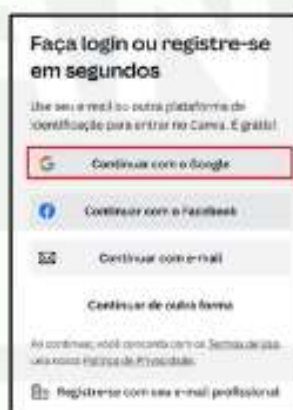 Faça login ou registre-se
em segundos
Use seu e-mail ou outra plataforma de
identificação para entrar no Canva. É grátis!
Continuar com o Google
Continuar com o Facebook
Continuar com e-mail
Continuar de outra forma
Ao continuar, você concorda com os Termos de Uso.
Leia nossa Política de Privacidade.
Registre-se com seu e-mail profissional